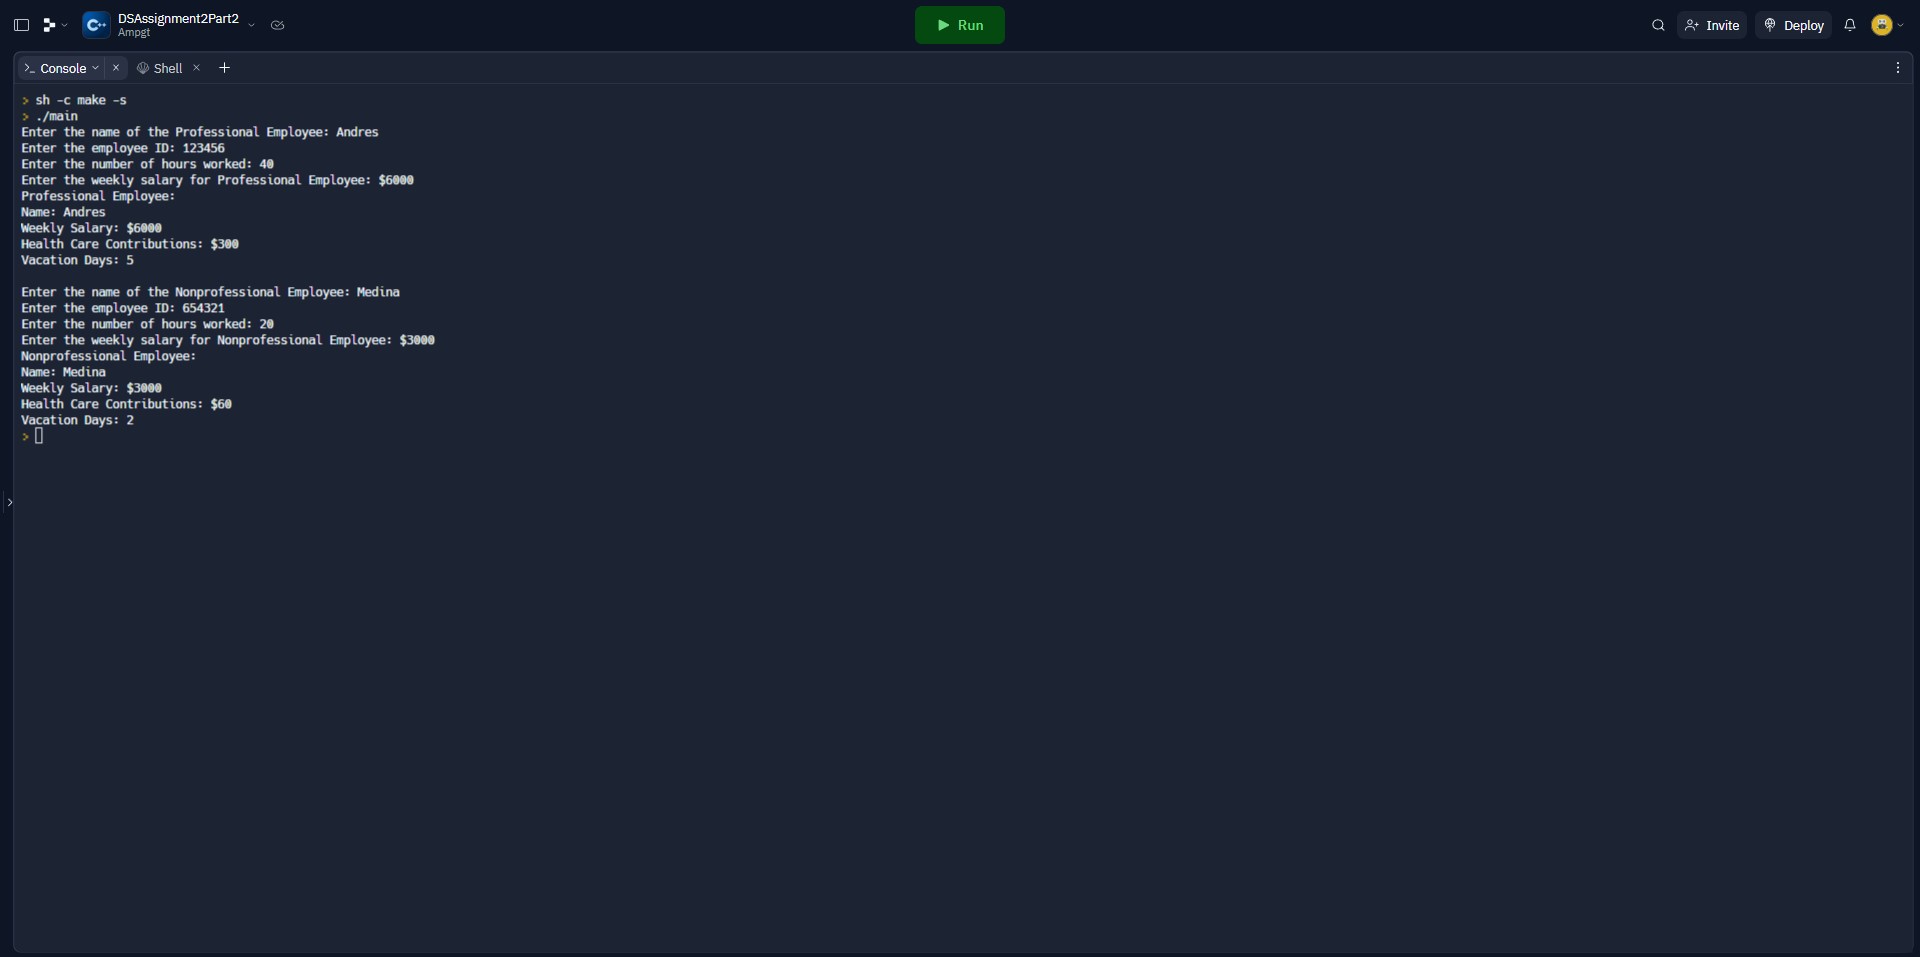 DSAssignment2Part2
Ampgt
Run
Invite
Deploy
Console
Shell
> sh -c make -s
> ./main
Enter the name of the Professional Employee: Andres
Enter the employee ID: 123456
Enter the number of hours worked: 40
Enter the weekly salary for Professional Employee: $6000
Professional Employee:
Name: Andres
Weekly Salary: $6000
Health Care Contributions: $300
Vacation Days: 5
Enter the name of the Nonprofessional Employee: Medina
Enter the employee ID: 654321
Enter the number of hours worked: 20
Enter the weekly salary for Nonprofessional Employee: $3000
Nonprofessional Employee:
Name: Medina
Weekly Salary: $3000
Health Care Contributions: $60
Vacation Days: 2
>